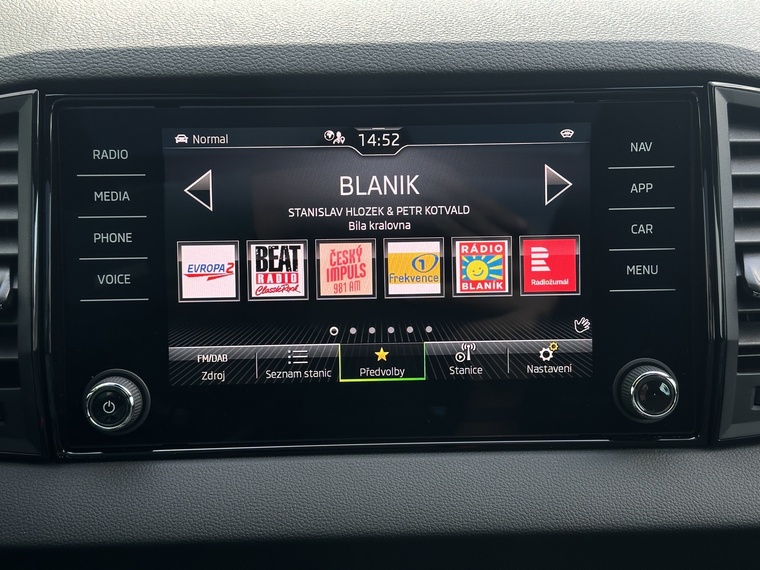 RADIO
MEDIA
PHONE
VOICE
Normal
14:52
BLANIK
STANISLAV HLOZEK & PETR KOTVALD
Bila kralovna
EVROPA 2
BEAT
RADIO
Classic Rock
ČESKÝ
IMPULS
981 AM
1
Frekvence
RÁDIO
BLANÍK
Radiožurnál
FM/DAB
Zdroj
Seznam stanic
Předvolby
Stanice
Nastavení
NAV
APP
CAR
MENU